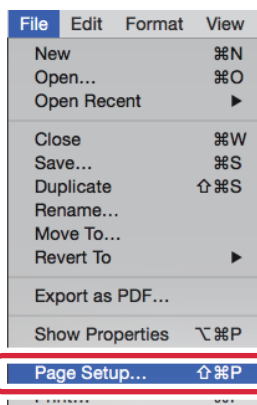 File Edit Format View
New ⌘N
Open... ⌘O
Open Recent ▶
Close ⌘W
Save... ⌘S
Duplicate ⇧⌘S
Rename...
Move To...
Revert To ▶
Export as PDF...
Show Properties ⌥⌘P
Page Setup... ⇧⌘P